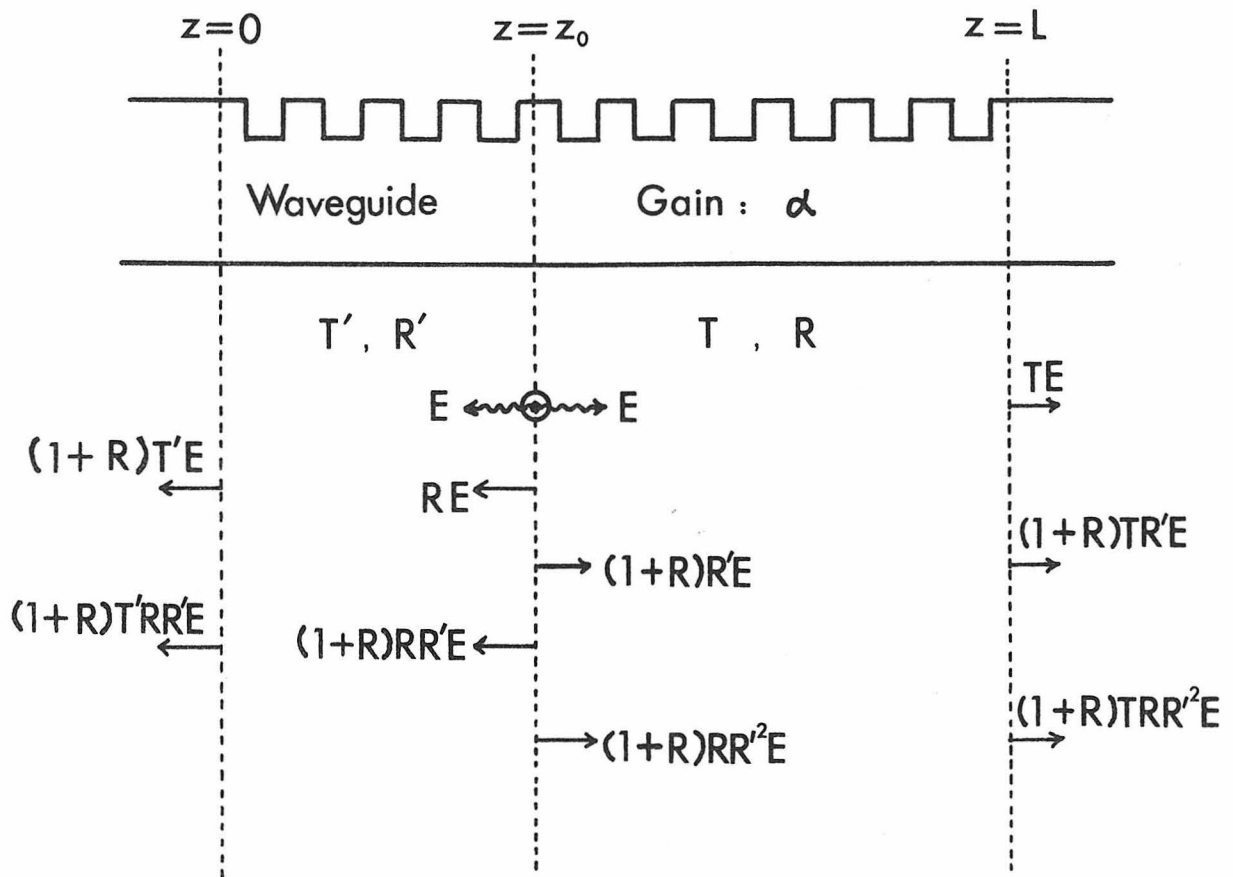 z=0 z=z₀ z=L
Waveguide Gain : α
T′, R′ T , R
TE
E E
(1+R)T′E
RE
(1+R)TR′E
(1+R)R′E
(1+R)T′RR′E
(1+R)RR′E
(1+R)TRR′²E
(1+R)RR′²E